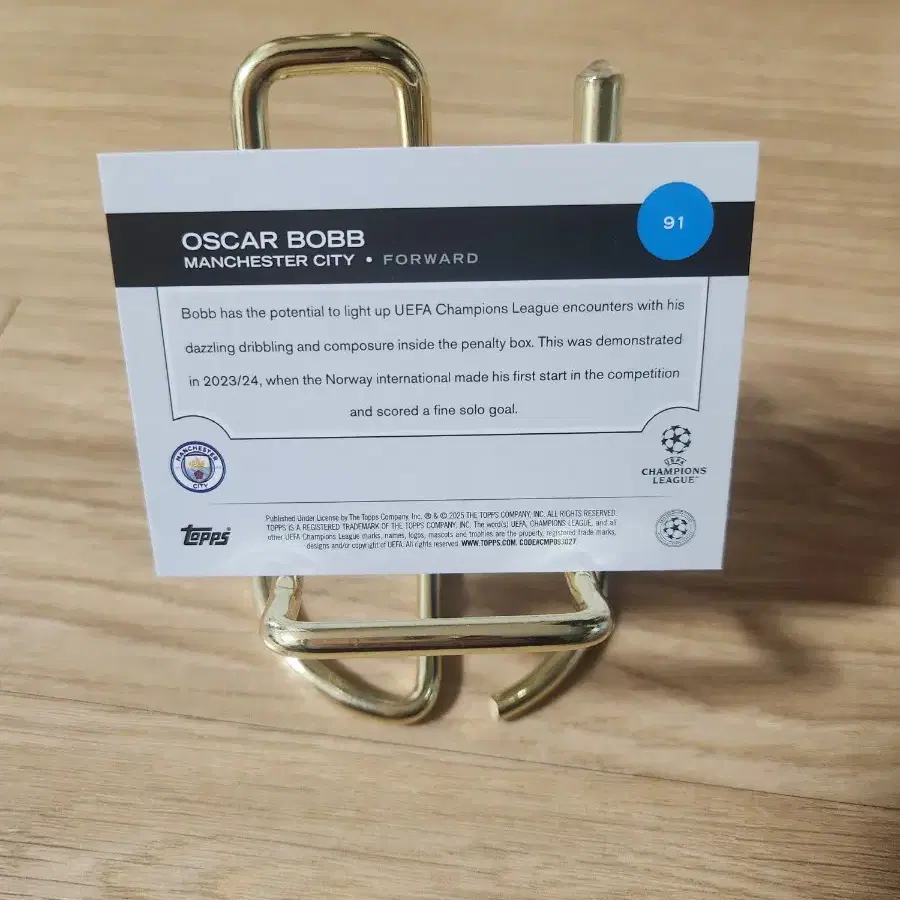 91
OSCAR BOBB
MANCHESTER CITY • FORWARD
Bobb has the potential to light up UEFA Champions League encounters with his
dazzling dribbling and composure inside the penalty box. This was demonstrated
in 2023/24, when the Norway international made his first start in the competition
and scored a fine solo goal.
MANCHESTER
CITY
UEFA
CHAMPIONS
LEAGUE™
Topps®
Published Under License by The Topps Company, Inc. ® & © 2025 THE TOPPS COMPANY, INC. ALL RIGHTS RESERVED.
TOPPS IS A REGISTERED TRADEMARK OF THE TOPPS COMPANY, INC. The word(s) UEFA, CHAMPIONS LEAGUE, and all
other UEFA Champions League marks, names, logos, mascots and trophies are the property, registered trade marks,
designs and/or copyright of UEFA. All rights reserved. WWW.TOPPS.COM. CODE#CMP093027